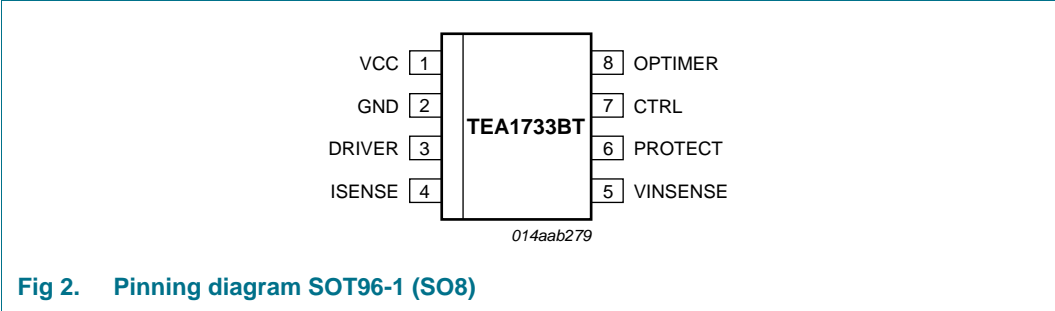 VCC 1 8 OPTIMER
GND 2 7 CTRL
TEA1733BT
DRIVER 3 6 PROTECT
ISENSE 4 5 VINSENSE
014aab279
Fig 2. Pinning diagram SOT96-1 (SO8)